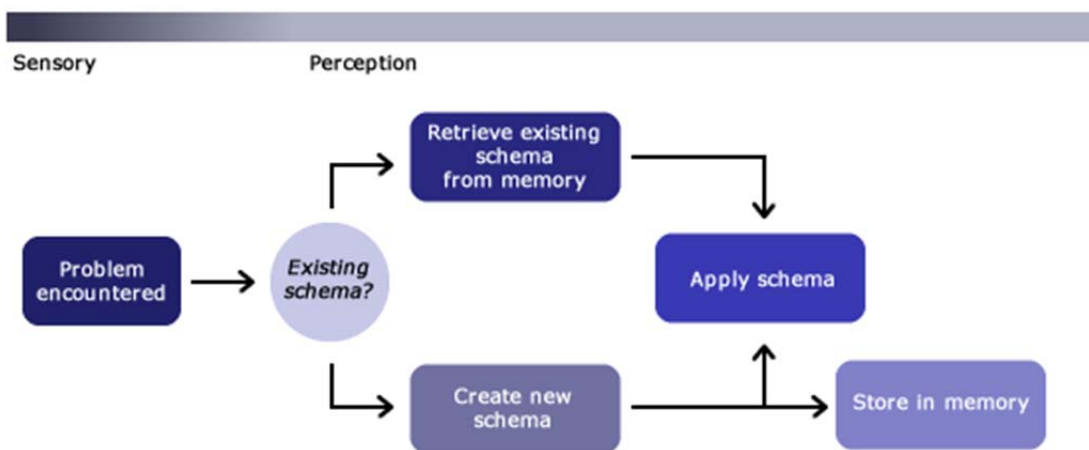 Sensory
Perception
Retrieve existing
schema
from memory
Problem
encountered
Existing
schema?
Apply schema
Create new
schema
Store in memory